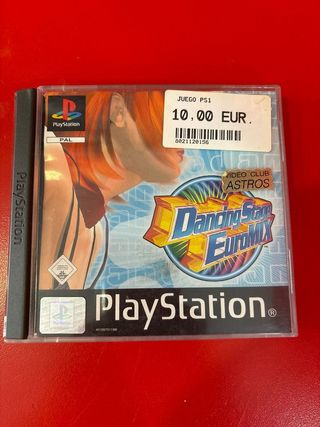 PlayStation
PAL
JUEGO PS1
10,00 EUR.
8021120156
VIDEO CLUB
ASTROS
Dancing Stage
EuroMIX
PlayStation
PlayStation®